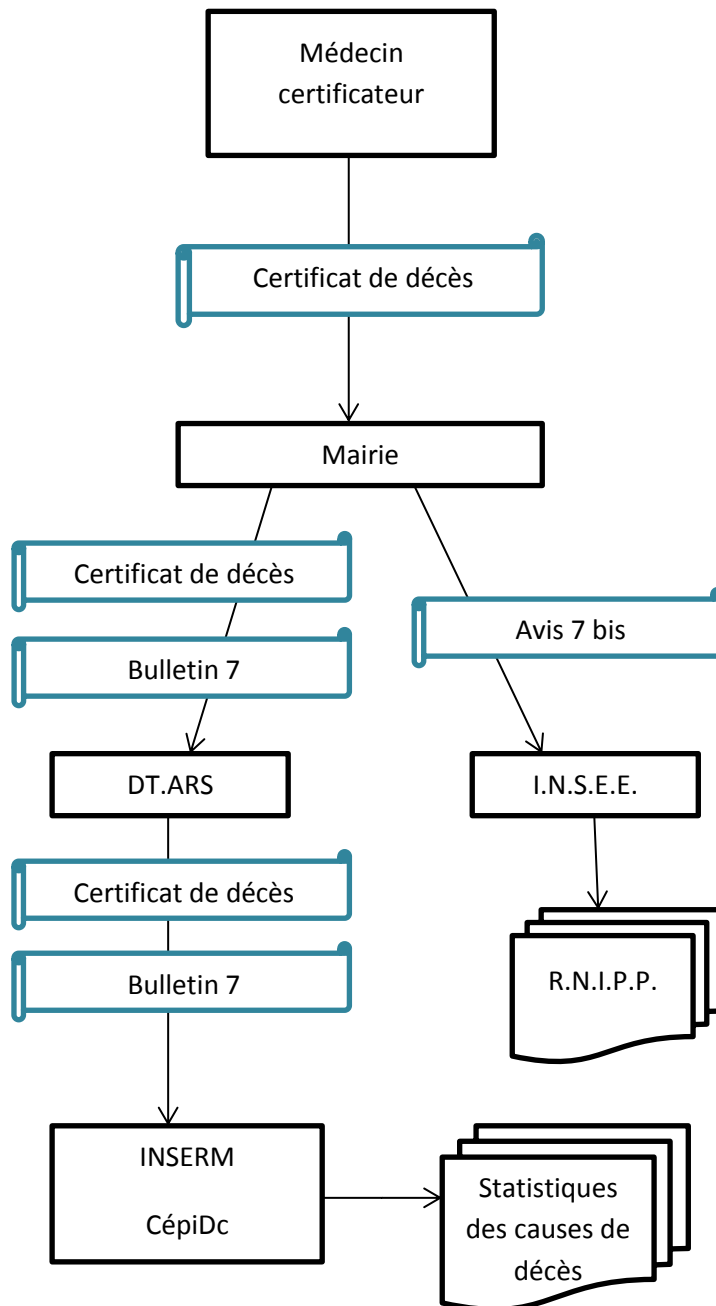 Médecin
certificateur
Certificat de décès
Mairie
Certificat de décès
Avis 7 bis
Bulletin 7
DT.ARS
I.N.S.E.E.
Certificat de décès
Bulletin 7
R.N.I.P.P.
INSERM
CépiDc
Statistiques
des causes de
décès